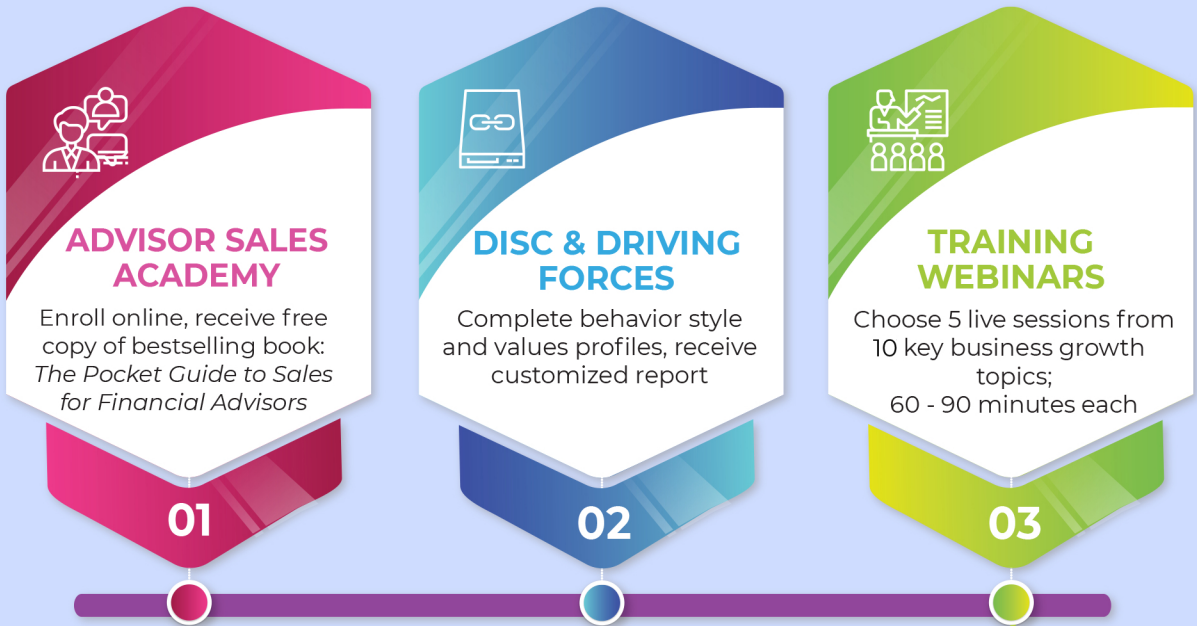 ADVISOR SALES
ACADEMY
Enroll online, receive free
copy of bestselling book:
The Pocket Guide to Sales
for Financial Advisors
01
DISC & DRIVING
FORCES
Complete behavior style
and values profiles, receive
customized report
02
TRAINING
WEBINARS
Choose 5 live sessions from
10 key business growth
topics;
60 - 90 minutes each
03